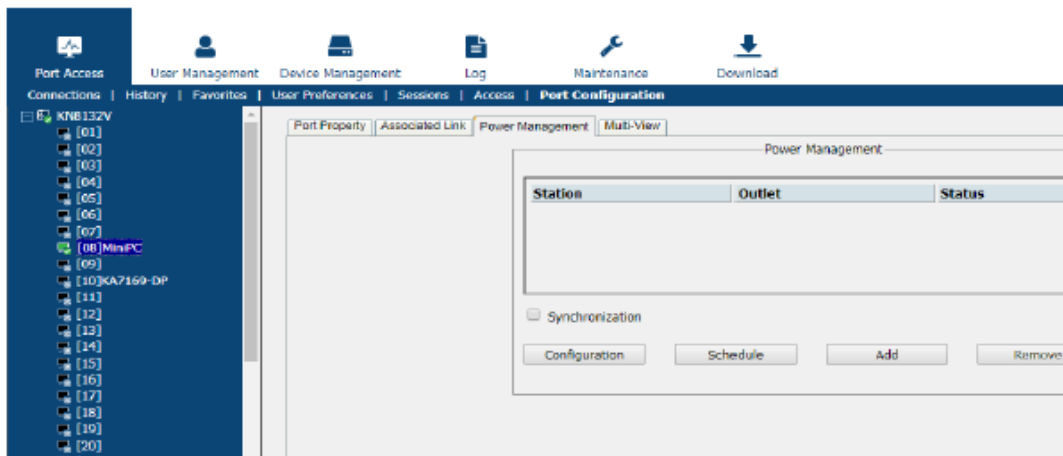 Port Access User Management Device Management Log Maintenance Download
Connections | History | Favorites | User Preferences | Sessions | Access | Port Configuration
KN8132V
[01]
[02]
[03]
[04]
[05]
[06]
[07]
[08]MiniPC
[09]
[10]KA7169-DP
[11]
[12]
[13]
[14]
[15]
[16]
[17]
[18]
[19]
[20]
Port Property Associated Link Power Management Multi-View
Power Management
Station Outlet Status
Synchronization
Configuration Schedule Add Remove